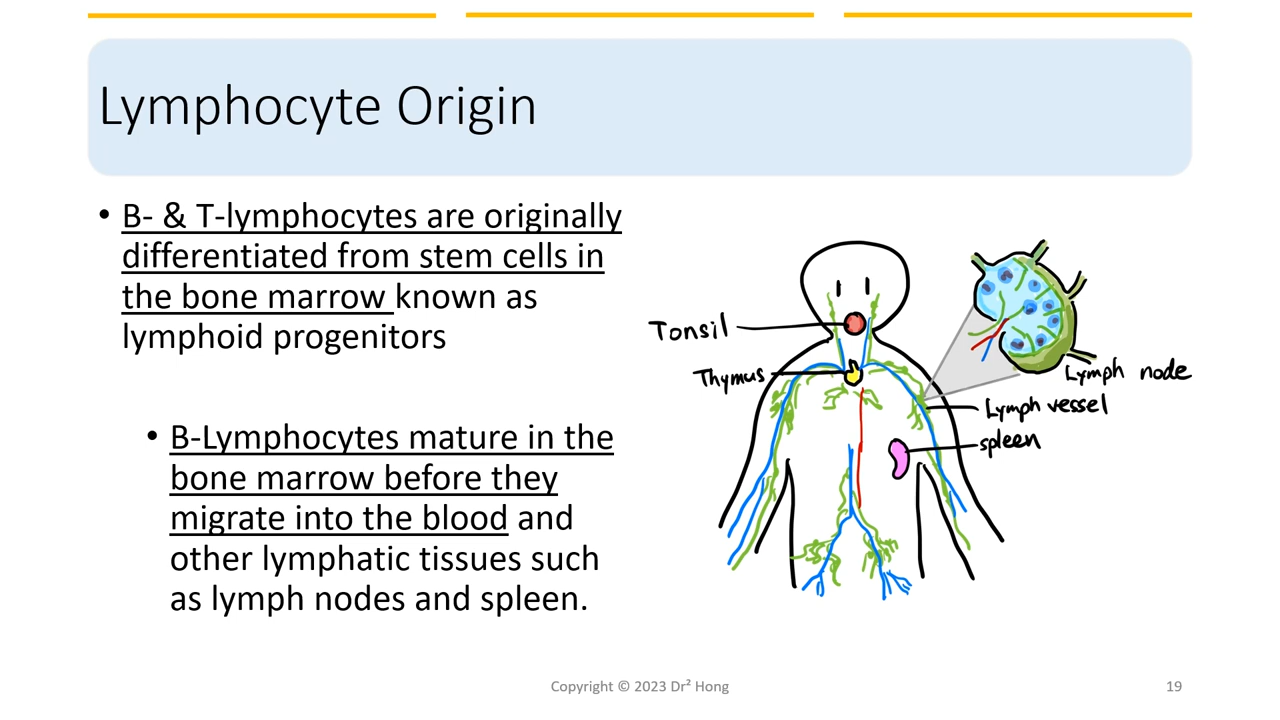 Lymphocyte Origin
• B- & T-lymphocytes are originally
differentiated from stem cells in
the bone marrow known as
lymphoid progenitors
• B-Lymphocytes mature in the
bone marrow before they
migrate into the blood and
other lymphatic tissues such
as lymph nodes and spleen.
Tonsil
Thymus
Lymph node
Lymph vessel
spleen
Copyright © 2023 Dr² Hong
19